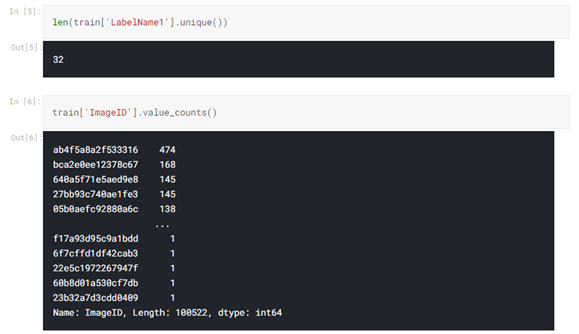 In [5]:
len(train['LabelName1'].unique())
Out[5]:
32
In [6]:
train['ImageID'].value_counts()
Out[6]:
ab4f5a8a2f533316 474
bca2e0ee12378c67 168
640a5f71e5aed9e8 145
27bb93c740ae1fe3 145
05b0aefc92880a6c 138
...
f17a93d95c9a1bdd 1
6f7cffd1df42cab3 1
22e5c1972267947f 1
60b8d01a530cf7db 1
23b32a7d3cdd0409 1
Name: ImageID, Length: 100522, dtype: int64